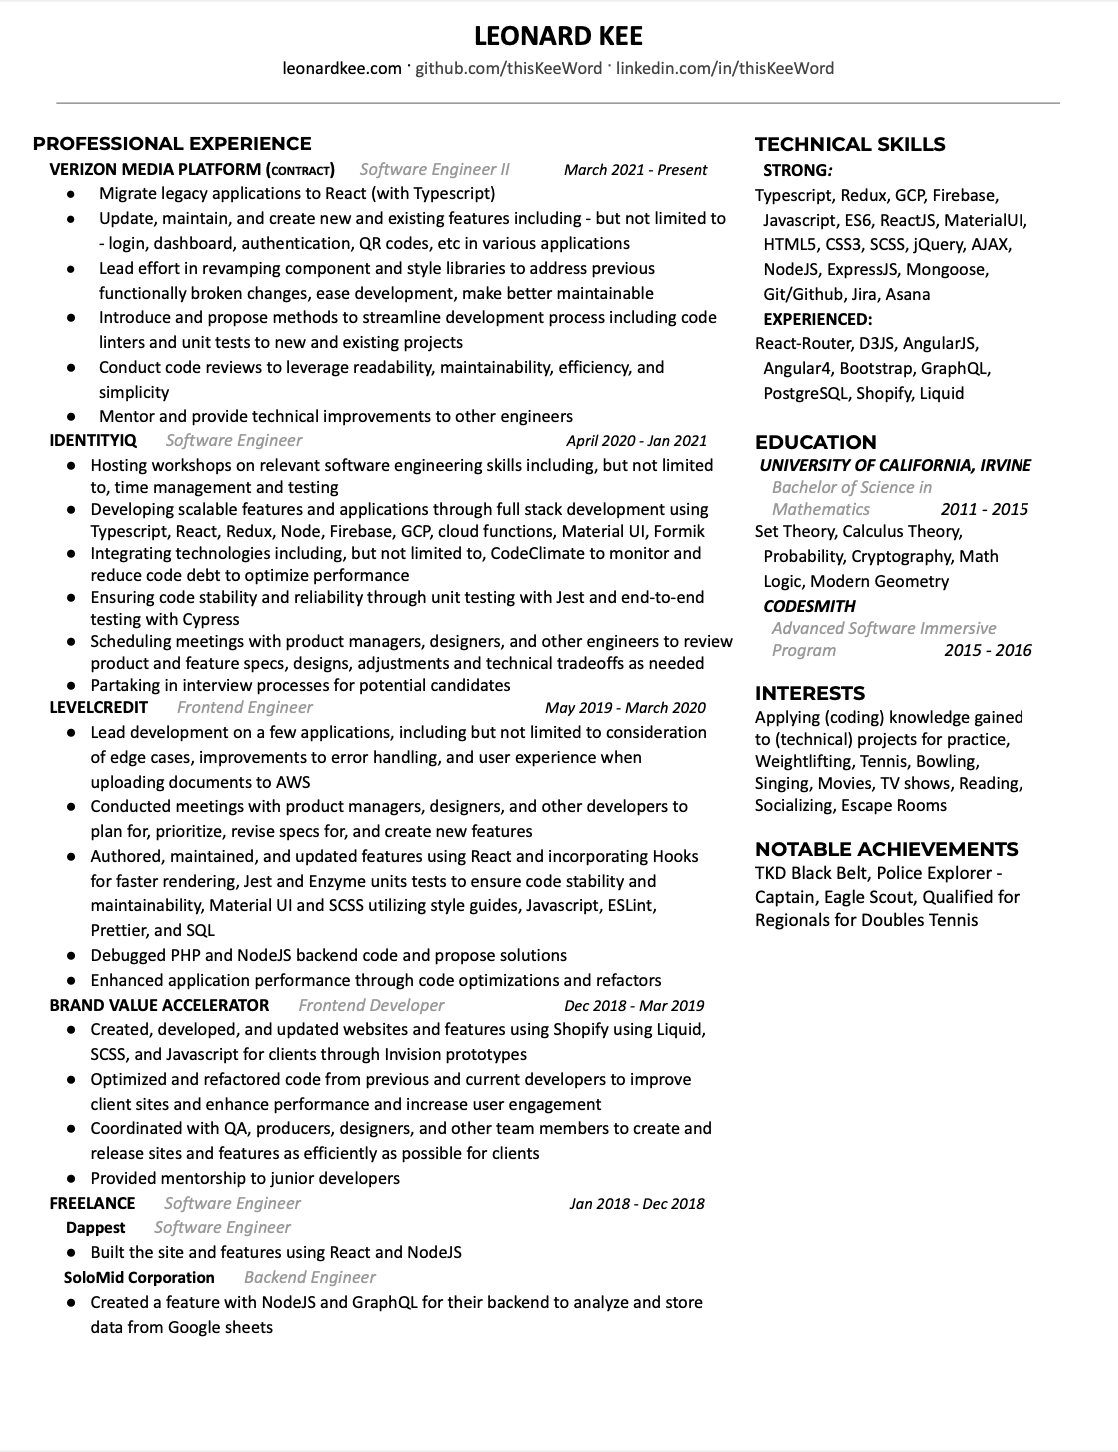 LEONARD KEE
leonardkee.com · github.com/thisKeeWord · linkedin.com/in/thisKeeWord
PROFESSIONAL EXPERIENCE
VERIZON MEDIA PLATFORM (CONTRACT) Software Engineer II March 2021 - Present
● Migrate legacy applications to React (with Typescript)
● Update, maintain, and create new and existing features including - but not limited to
- login, dashboard, authentication, QR codes, etc in various applications
● Lead effort in revamping component and style libraries to address previous
functionally broken changes, ease development, make better maintainable
● Introduce and propose methods to streamline development process including code
linters and unit tests to new and existing projects
● Conduct code reviews to leverage readability, maintainability, efficiency, and
simplicity
● Mentor and provide technical improvements to other engineers
IDENTITYIQ Software Engineer April 2020 - Jan 2021
● Hosting workshops on relevant software engineering skills including, but not limited
to, time management and testing
● Developing scalable features and applications through full stack development using
Typescript, React, Redux, Node, Firebase, GCP, cloud functions, Material UI, Formik
● Integrating technologies including, but not limited to, CodeClimate to monitor and
reduce code debt to optimize performance
● Ensuring code stability and reliability through unit testing with Jest and end-to-end
testing with Cypress
● Scheduling meetings with product managers, designers, and other engineers to review
product and feature specs, designs, adjustments and technical tradeoffs as needed
● Partaking in interview processes for potential candidates
LEVELCREDIT Frontend Engineer May 2019 - March 2020
● Lead development on a few applications, including but not limited to consideration
of edge cases, improvements to error handling, and user experience when
uploading documents to AWS
● Conducted meetings with product managers, designers, and other developers to
plan for, prioritize, revise specs for, and create new features
● Authored, maintained, and updated features using React and incorporating Hooks
for faster rendering, Jest and Enzyme units tests to ensure code stability and
maintainability, Material UI and SCSS utilizing style guides, Javascript, ESLint,
Prettier, and SQL
● Debugged PHP and NodeJS backend code and propose solutions
● Enhanced application performance through code optimizations and refactors
BRAND VALUE ACCELERATOR Frontend Developer Dec 2018 - Mar 2019
● Created, developed, and updated websites and features using Shopify using Liquid,
SCSS, and Javascript for clients through Invision prototypes
● Optimized and refactored code from previous and current developers to improve
client sites and enhance performance and increase user engagement
● Coordinated with QA, producers, designers, and other team members to create and
release sites and features as efficiently as possible for clients
● Provided mentorship to junior developers
FREELANCE Software Engineer Jan 2018 - Dec 2018
Dappest Software Engineer
● Built the site and features using React and NodeJS
SoloMid Corporation Backend Engineer
● Created a feature with NodeJS and GraphQL for their backend to analyze and store
data from Google sheets
TECHNICAL SKILLS
STRONG:
Typescript, Redux, GCP, Firebase,
Javascript, ES6, ReactJS, MaterialUI,
HTML5, CSS3, SCSS, jQuery, AJAX,
NodeJS, ExpressJS, Mongoose,
Git/Github, Jira, Asana
EXPERIENCED:
React-Router, D3JS, AngularJS,
Angular4, Bootstrap, GraphQL,
PostgreSQL, Shopify, Liquid
EDUCATION
UNIVERSITY OF CALIFORNIA, IRVINE
Bachelor of Science in
Mathematics 2011 - 2015
Set Theory, Calculus Theory,
Probability, Cryptography, Math
Logic, Modern Geometry
CODESMITH
Advanced Software Immersive
Program 2015 - 2016
INTERESTS
Applying (coding) knowledge gained
to (technical) projects for practice,
Weightlifting, Tennis, Bowling,
Singing, Movies, TV shows, Reading,
Socializing, Escape Rooms
NOTABLE ACHIEVEMENTS
TKD Black Belt, Police Explorer -
Captain, Eagle Scout, Qualified for
Regionals for Doubles Tennis